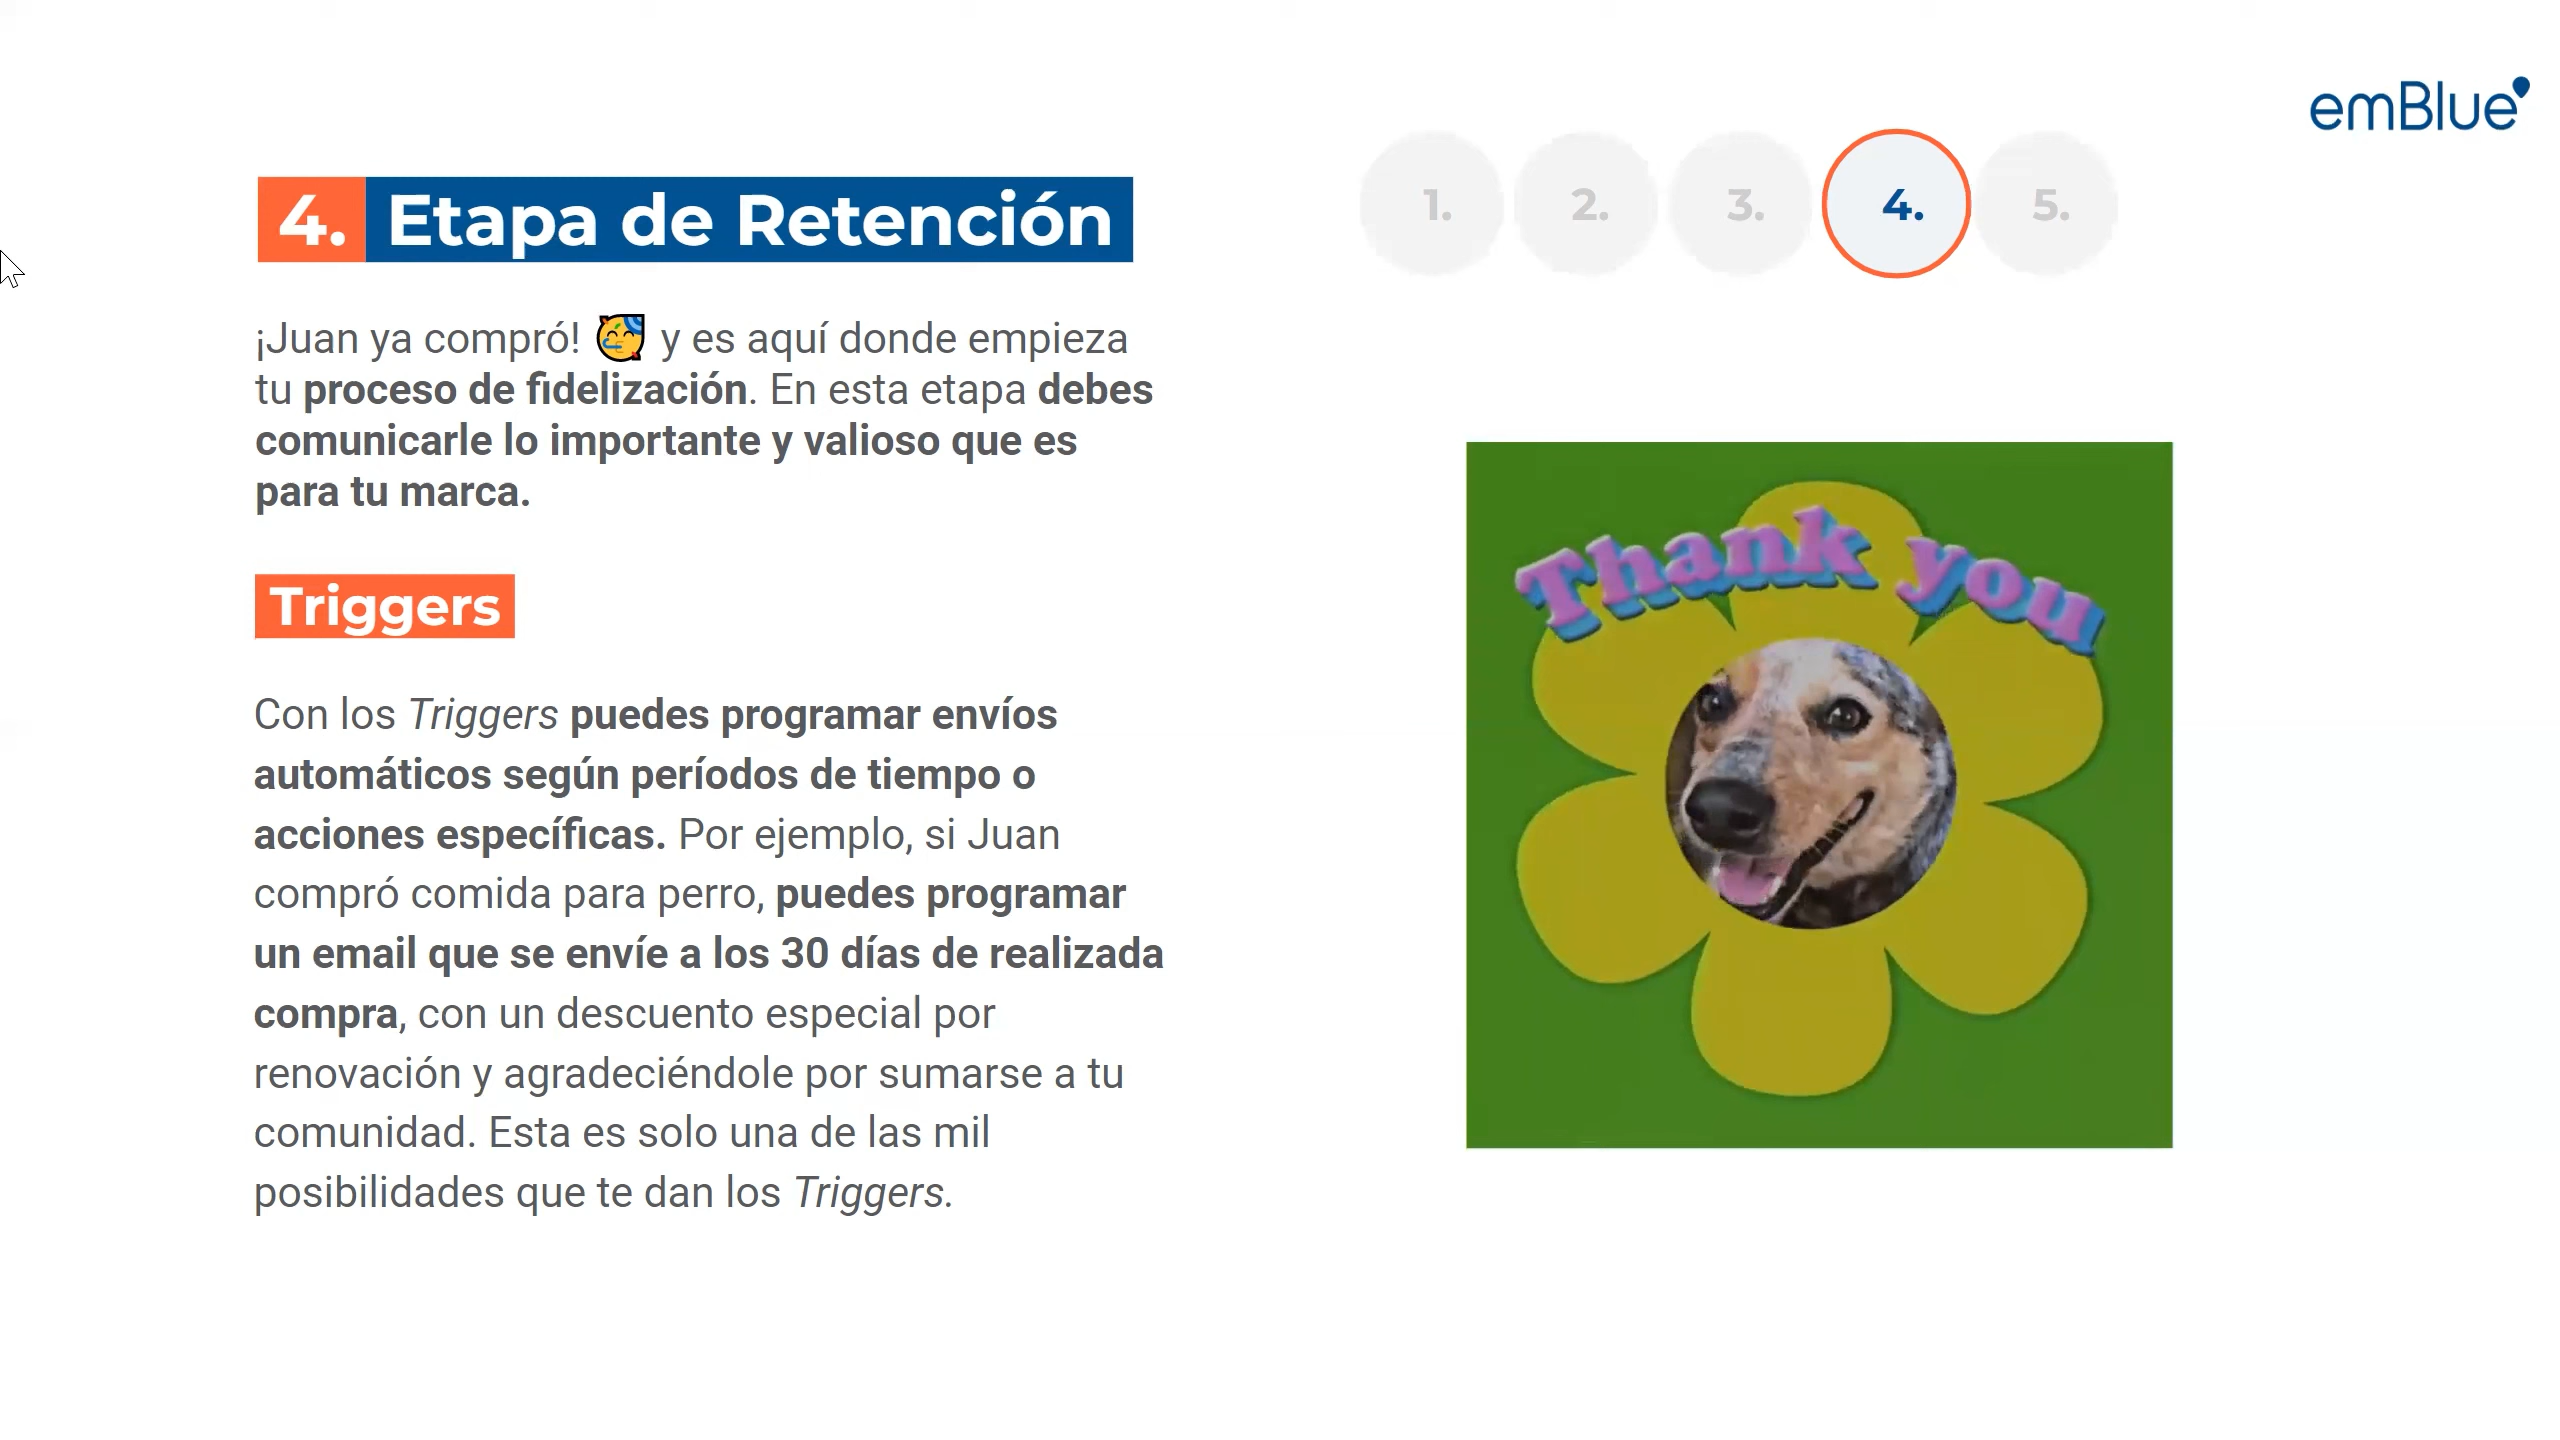 emBlue
1. 2. 3. 4. 5.
4. Etapa de Retención
¡Juan ya compró! 🥳 y es aquí donde empieza
tu proceso de fidelización. En esta etapa debes
comunicarle lo importante y valioso que es
para tu marca.
Triggers
Con los Triggers puedes programar envíos
automáticos según períodos de tiempo o
acciones específicas. Por ejemplo, si Juan
compró comida para perro, puedes programar
un email que se envíe a los 30 días de realizada
compra, con un descuento especial por
renovación y agradeciéndole por sumarse a tu
comunidad. Esta es solo una de las mil
posibilidades que te dan los Triggers.
Thank you